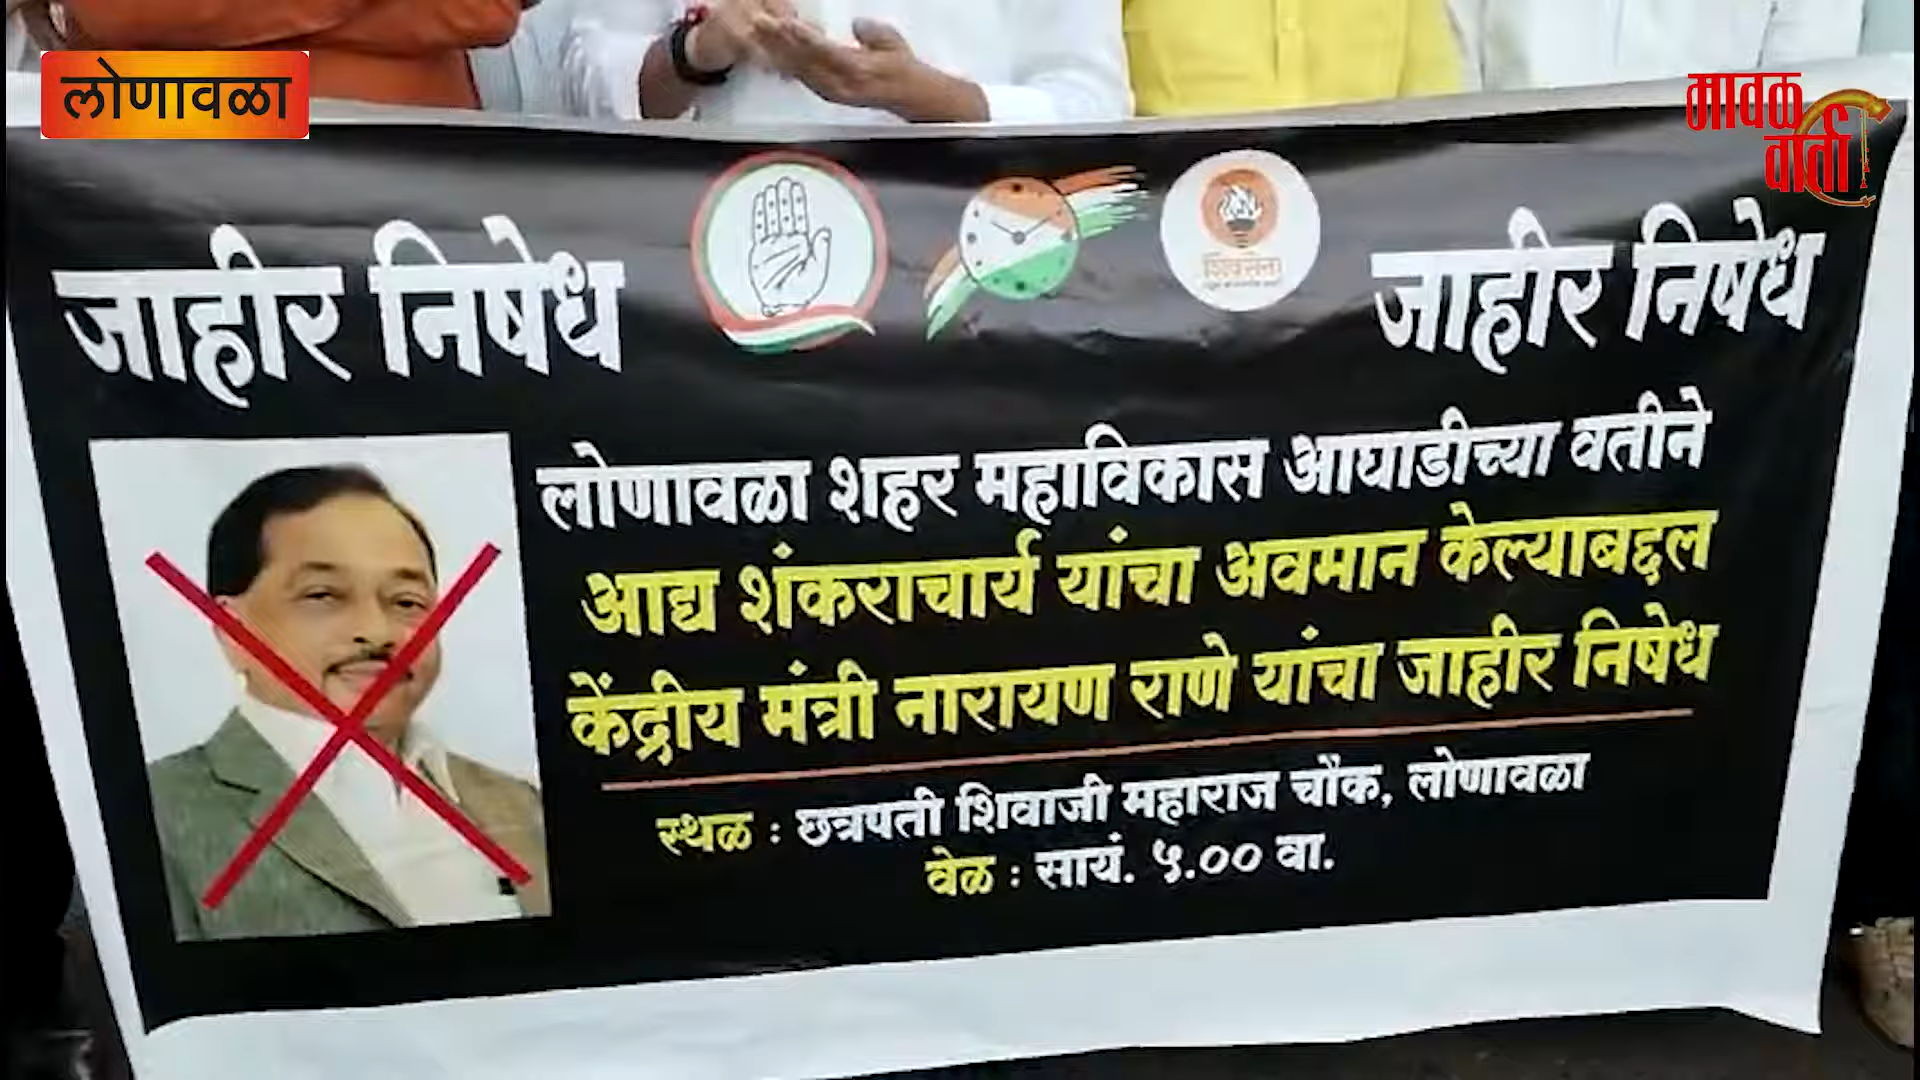 लोणावळा
मावळ
वार्ता
जाहीर निषेध
शिवसेना
जाहीर निषेध
लोणावळा शहर महाविकास आघाडीच्या वतीने
आद्य शंकराचार्य यांचा अवमान केल्याबद्दल
केंद्रीय मंत्री नारायण राणे यांचा जाहीर निषेध
स्थळ : छत्रपती शिवाजी महाराज चौक, लोणावळा
वेळ : सायं. ५.०० वा.